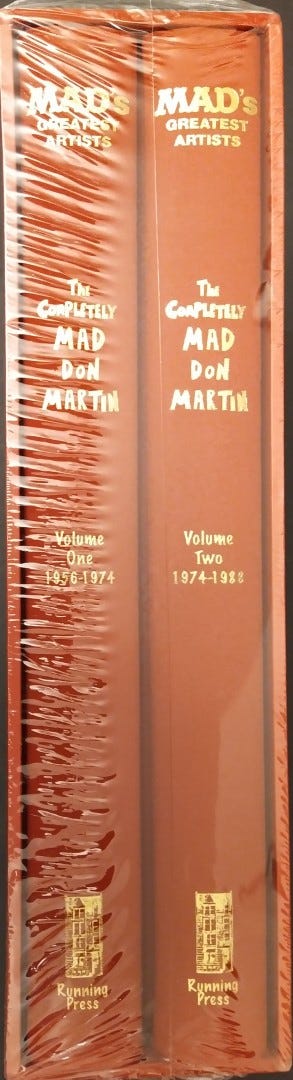 MAD's
GREATEST
ARTISTS
The
COMPLETELY
MAD
DON
MARTIN
Volume
One
1956-1974
Running
Press
MAD's
GREATEST
ARTISTS
The
COMPLETELY
MAD
DON
MARTIN
Volume
Two
1974-1988
Running
Press